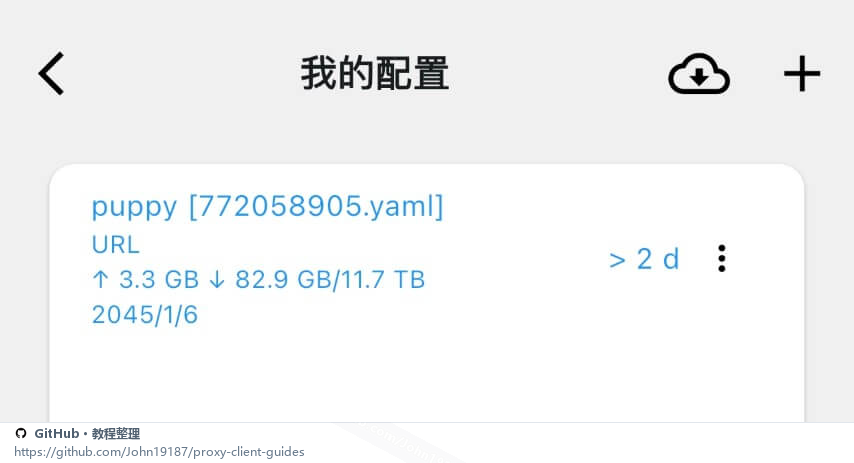 我的配置
puppy [772058905.yaml]
URL
↑ 3.3 GB ↓ 82.9 GB/11.7 TB
> 2 d
2045/1/6
GitHub · 教程整理
https://github.com/John19187/proxy-client-guides